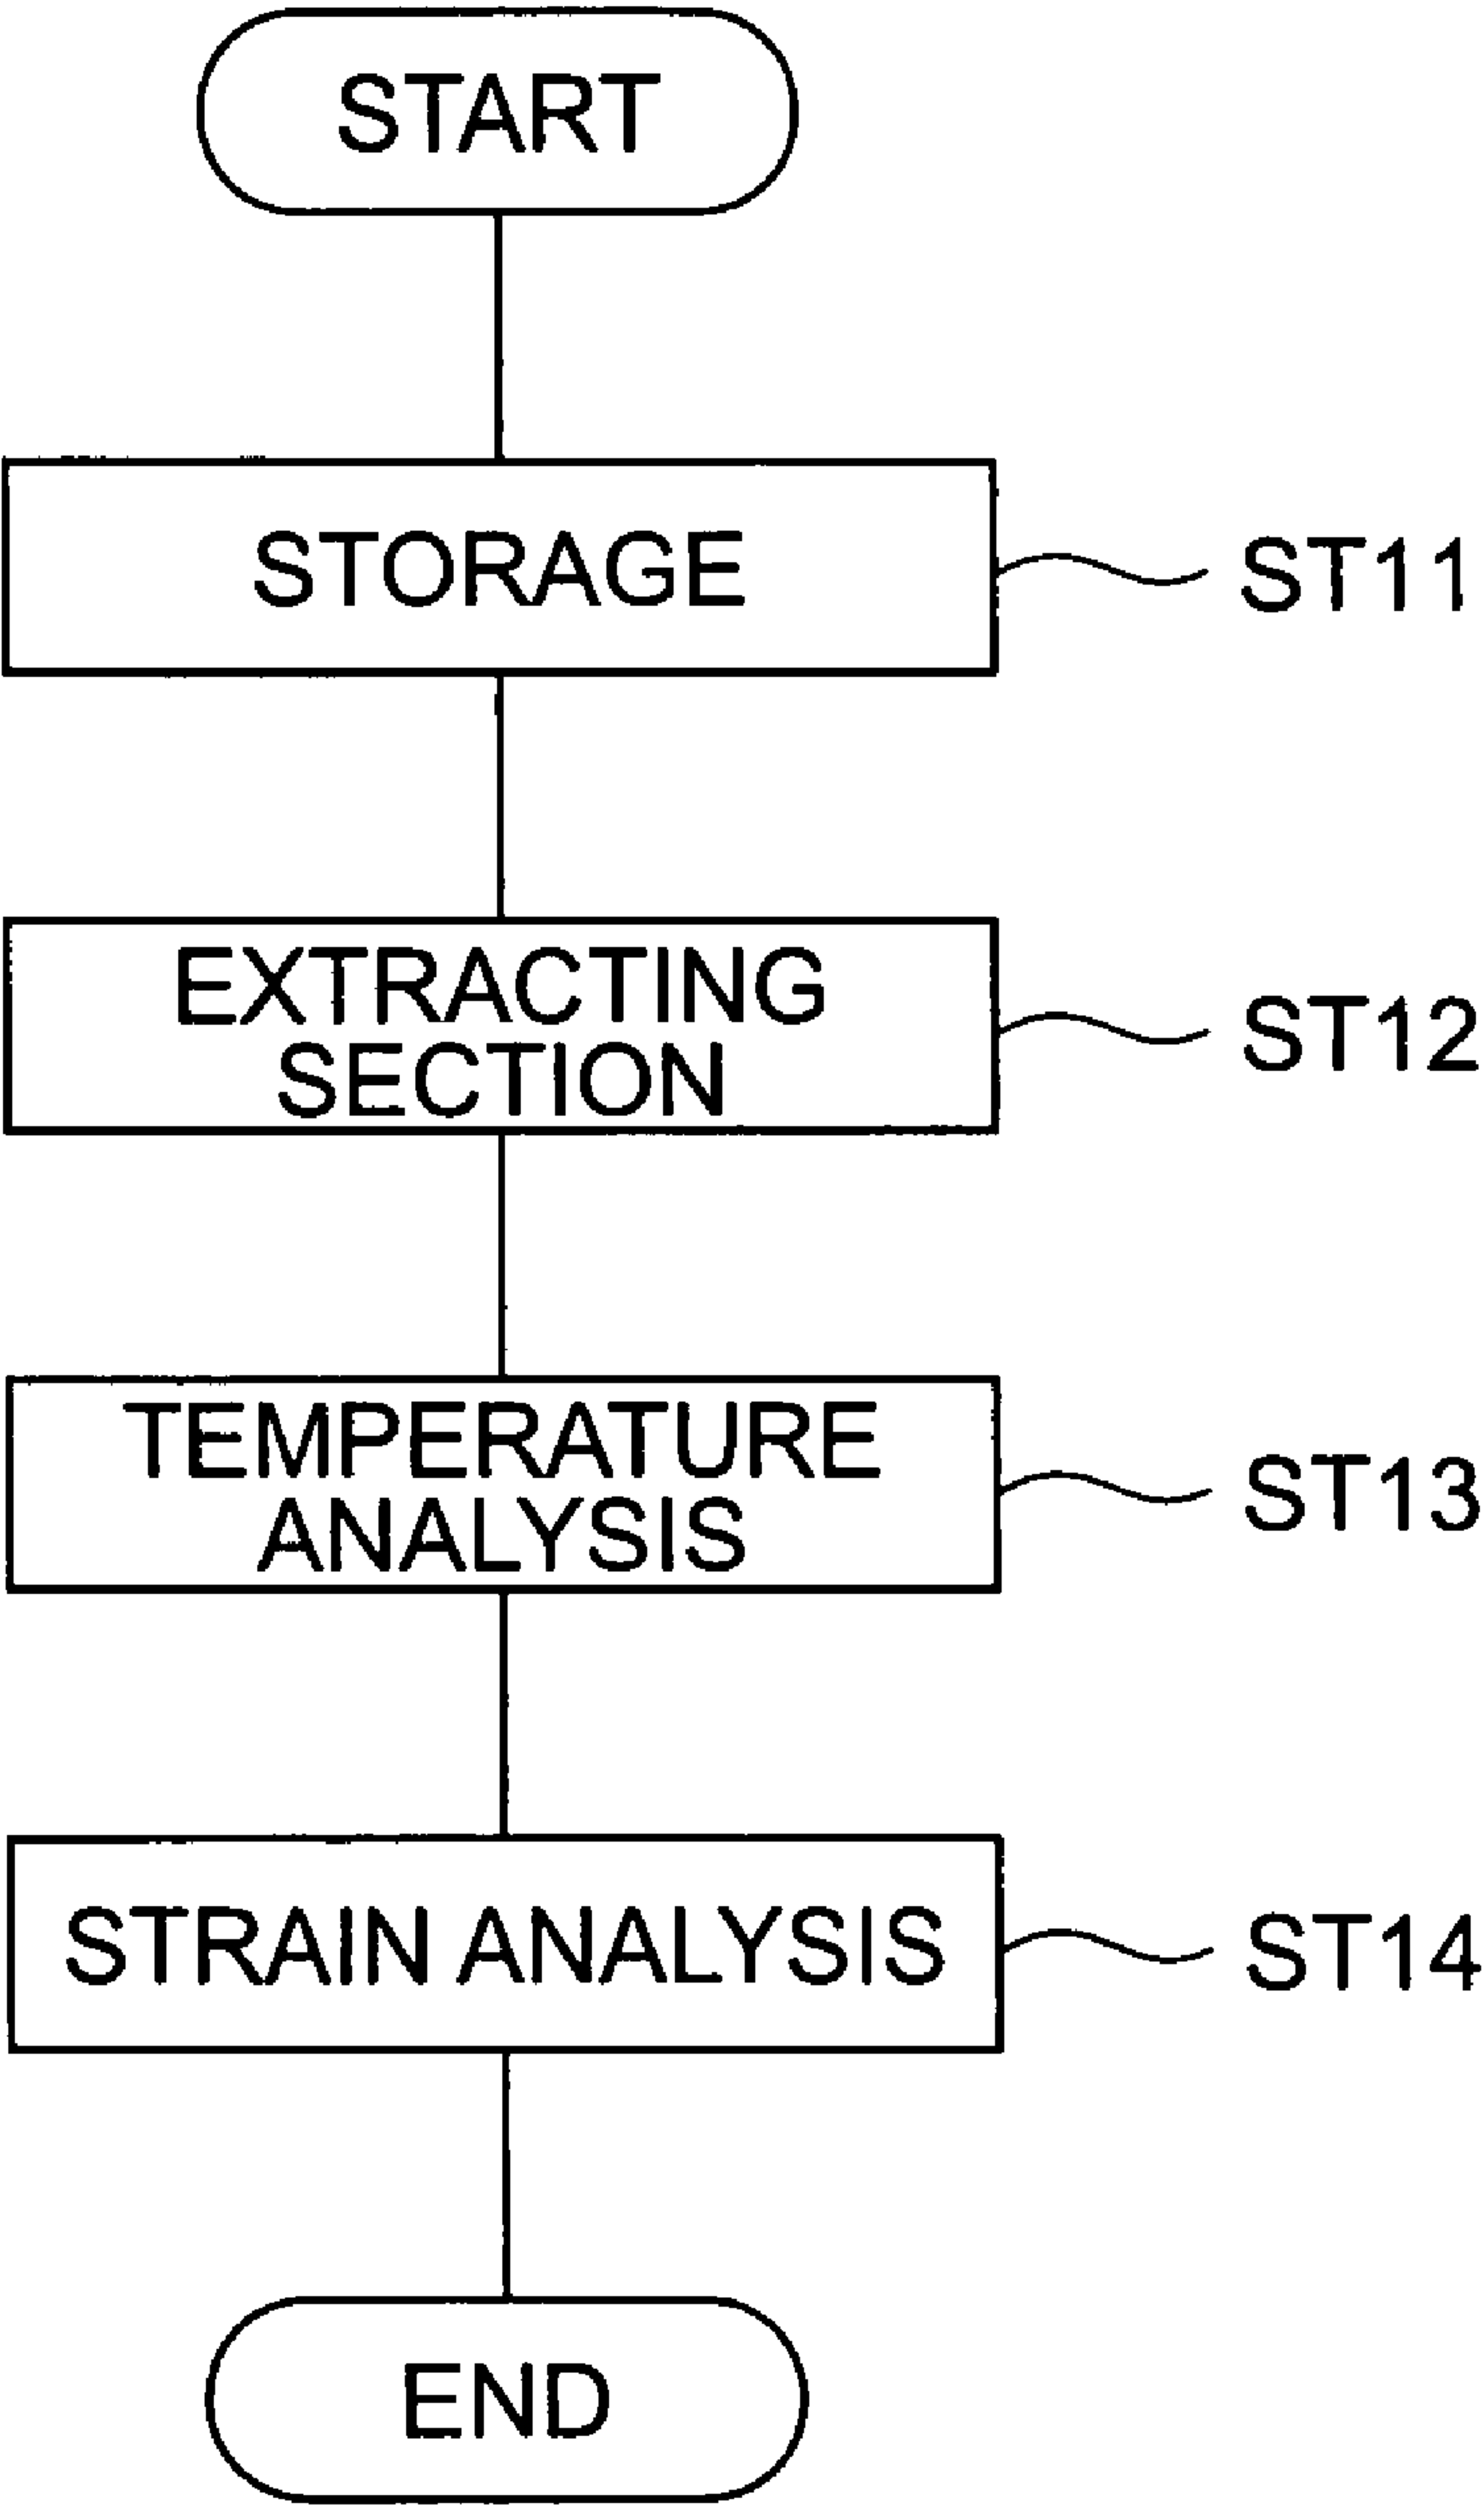 START
STORAGE
ST11
EXTRACTING
SECTION
ST12
TEMPERATURE
ANALYSIS
ST13
STRAIN ANALYSIS
ST14
END